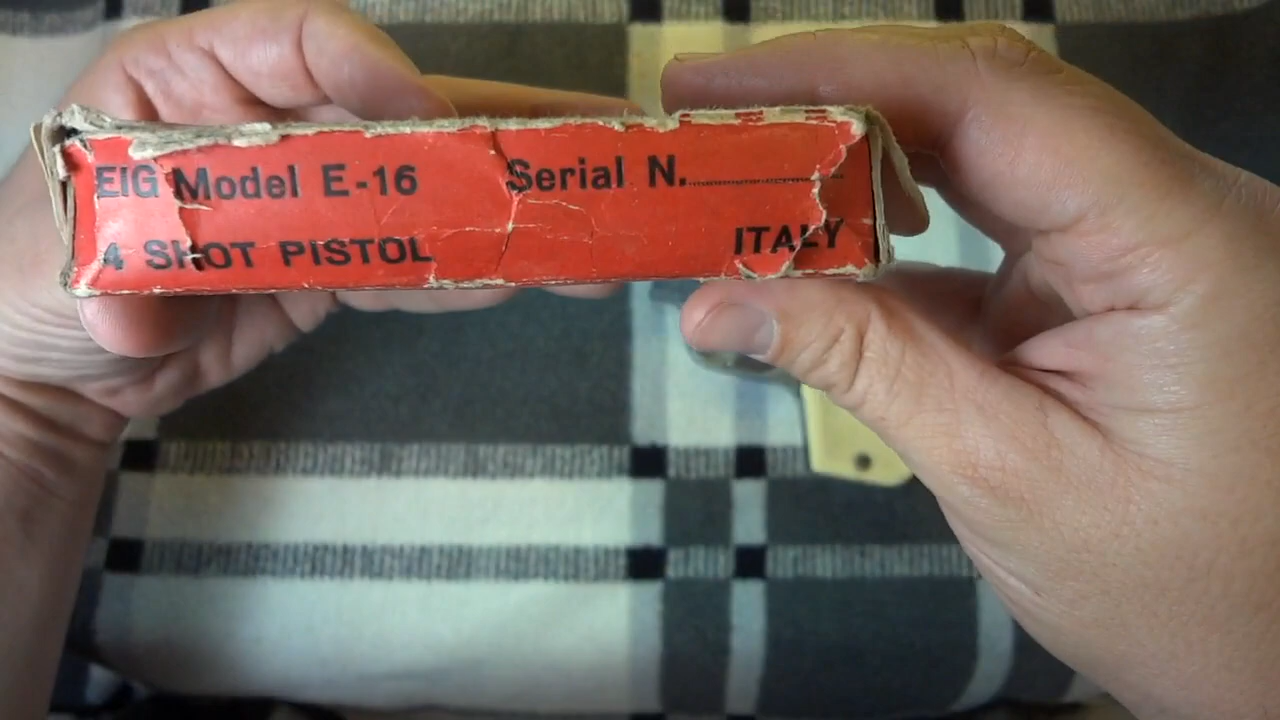 EIG Model E-16 Serial N. ....................
4 SHOT PISTOL ITALY